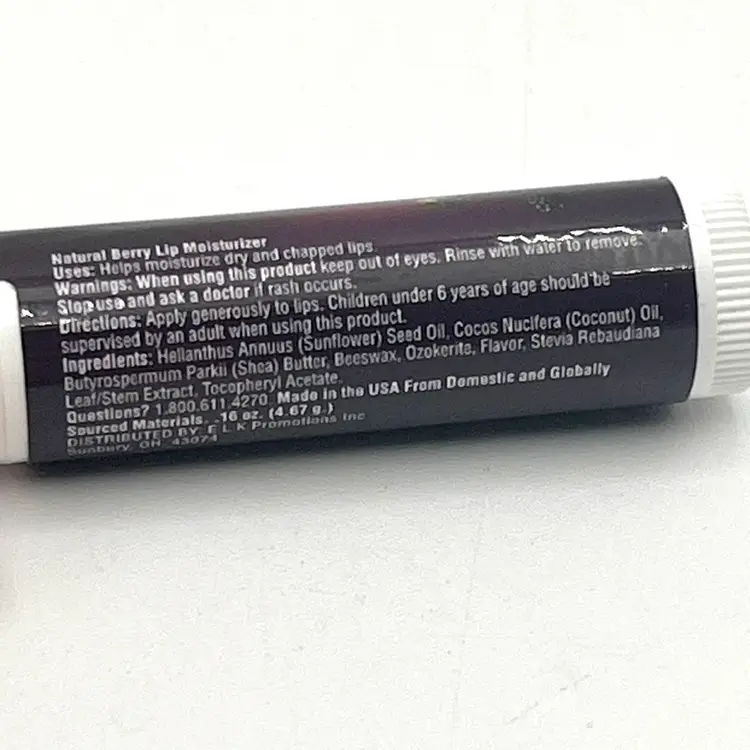 Natural Berry Lip Moisturizer
Uses: Helps moisturize dry and chapped lips.
Warnings: When using this product keep out of eyes. Rinse with water to remove.
Stop use and ask a doctor if rash occurs.
Directions: Apply generously to lips. Children under 6 years of age should be
supervised by an adult when using this product.
Ingredients: Helianthus Annuus (Sunflower) Seed Oil, Cocos Nucifera (Coconut) Oil,
Butyrospermum Parkii (Shea) Butter, Beeswax, Ozokerite, Flavor, Stevia Rebaudiana
Leaf/Stem Extract, Tocopheryl Acetate.
Questions? 1.800.611.4270. Made in the USA From Domestic and Globally
Sourced Materials. .16 oz. (4.67 g.)
DISTRIBUTED BY L K Promotions Inc
Sunbury, OH. 43074